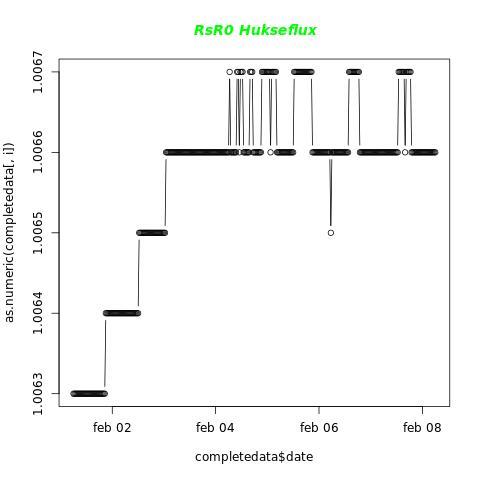 RsR0 Hukseflux
as.numeric(completedata[, i])
1.0067
1.0066
1.0065
1.0064
1.0063
feb 02 feb 04 feb 06 feb 08
completedata$date